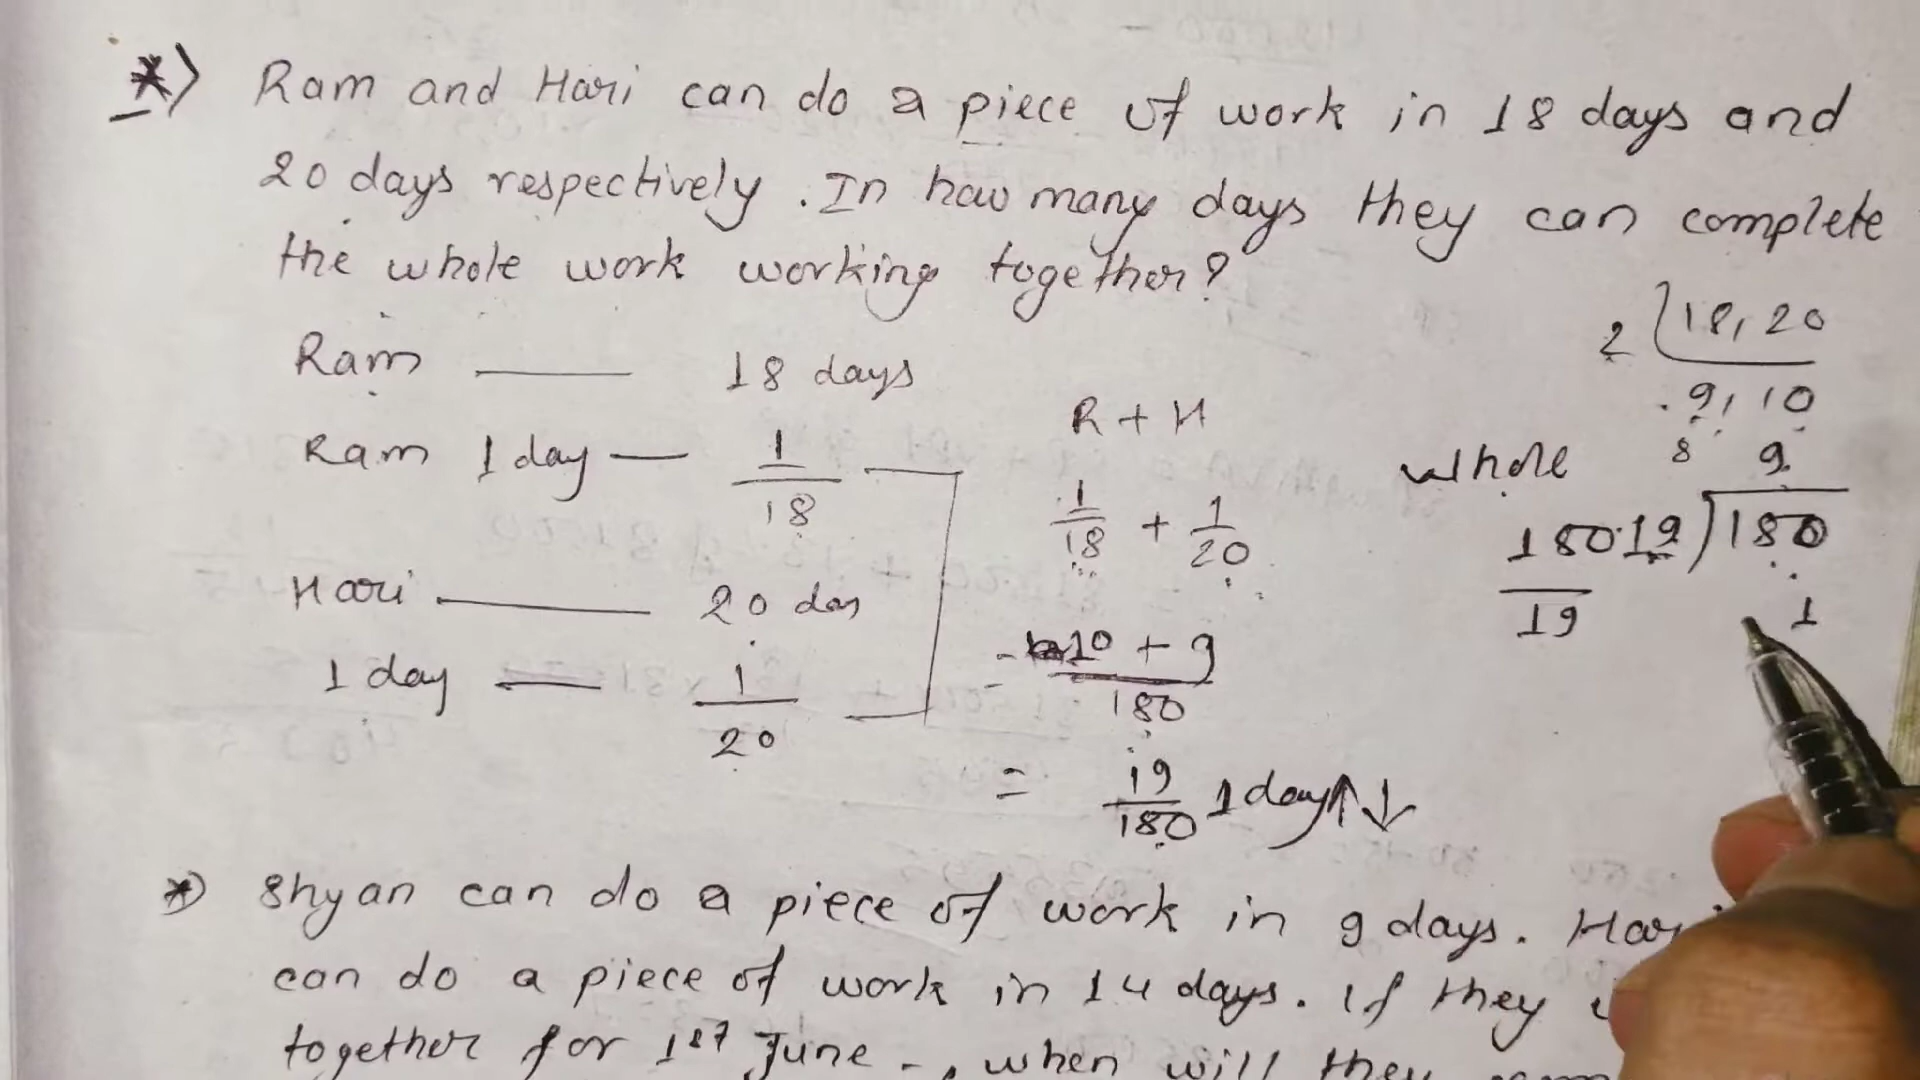 *) Ram and Hari can do a piece of work in 18 days and
20 days respectively. In how many days they can complete
the whole work working together?
Ram — 18 days
Ram 1 day — 1/18
Hari — 20 das
1 day — 1/20
R + H
1/18 + 1/20
10 + 9
180
= 19/180 1 day ↑↓
2 18, 20
9, 10
whole 8 9
180/19 19)180
1
*) Shyan can do a piece of work in 9 days. Hari
can do a piece of work in 14 days. If they
together for 1st June -, when will they